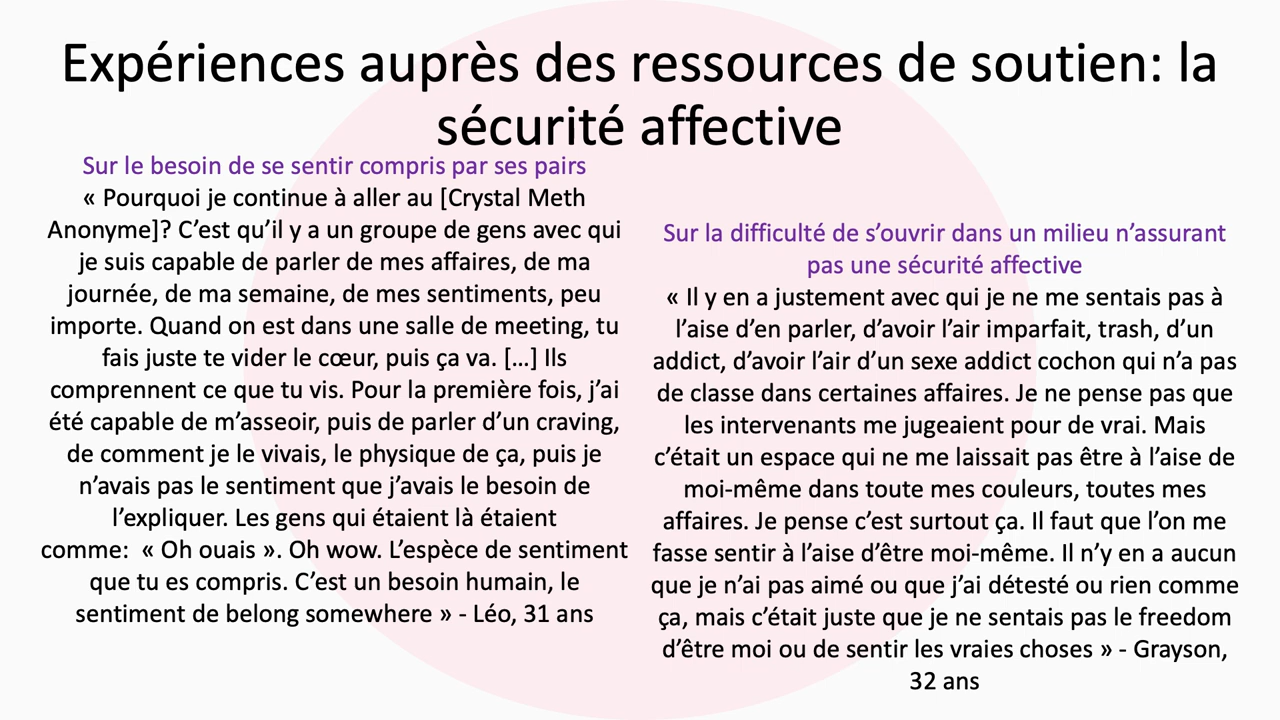 Expériences auprès des ressources de soutien: la
sécurité affective
Sur le besoin de se sentir compris par ses pairs
« Pourquoi je continue à aller au [Crystal Meth
Anonyme]? C’est qu’il y a un groupe de gens avec qui
je suis capable de parler de mes affaires, de ma
journée, de ma semaine, de mes sentiments, peu
importe. Quand on est dans une salle de meeting, tu
fais juste te vider le cœur, puis ça va. […] Ils
comprennent ce que tu vis. Pour la première fois, j’ai
été capable de m’asseoir, puis de parler d’un craving,
de comment je le vivais, le physique de ça, puis je
n’avais pas le sentiment que j’avais le besoin de
l’expliquer. Les gens qui étaient là étaient
comme:  « Oh ouais ». Oh wow. L’espèce de sentiment
que tu es compris. C’est un besoin humain, le
sentiment de belong somewhere » - Léo, 31 ans
Sur la difficulté de s’ouvrir dans un milieu n’assurant
pas une sécurité affective
« Il y en a justement avec qui je ne me sentais pas à
l’aise d’en parler, d’avoir l’air imparfait, trash, d’un
addict, d’avoir l’air d’un sexe addict cochon qui n’a pas
de classe dans certaines affaires. Je ne pense pas que
les intervenants me jugeaient pour de vrai. Mais
c’était un espace qui ne me laissait pas être à l’aise de
moi-même dans toute mes couleurs, toutes mes
affaires. Je pense c’est surtout ça. Il faut que l’on me
fasse sentir à l’aise d’être moi-même. Il n’y en a aucun
que je n’ai pas aimé ou que j’ai détesté ou rien comme
ça, mais c’était juste que je ne sentais pas le freedom
d’être moi ou de sentir les vraies choses » - Grayson,
32 ans